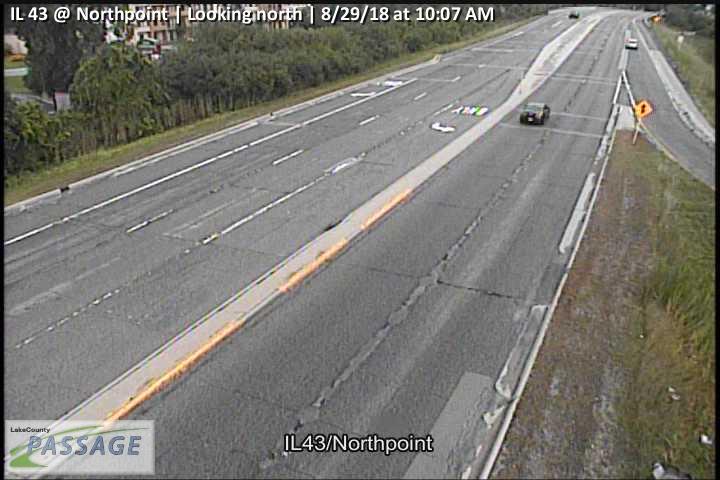 IL 43 @ Northpoint | Looking north | 8/29/18 at 10:07 AM
LakeCounty
PASSAGE
IL43/Northpoint